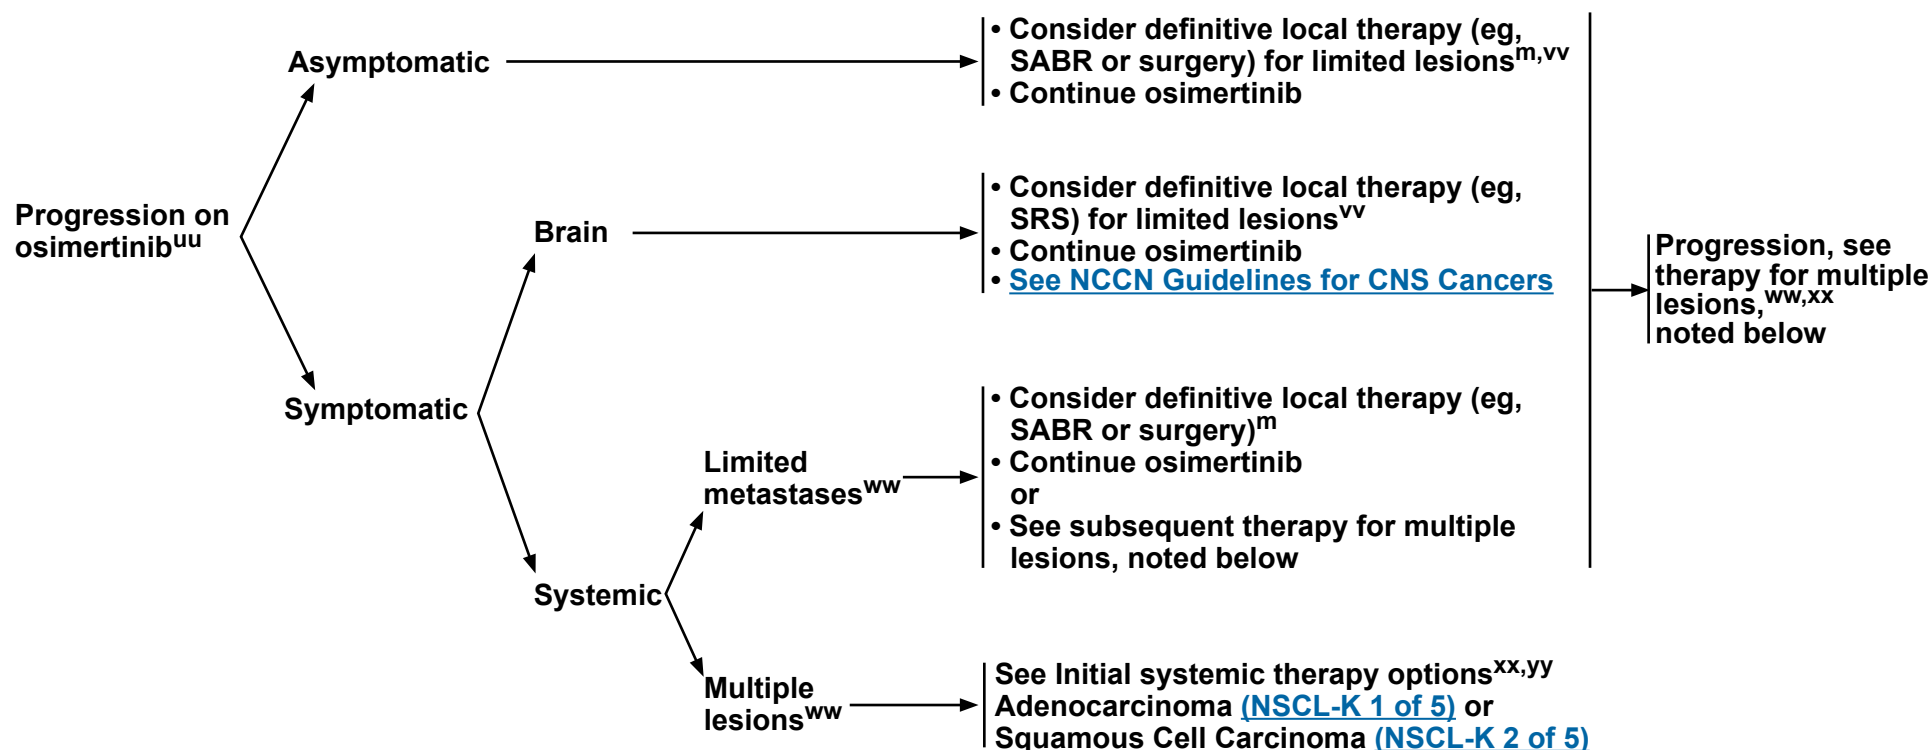 Progression on
osimertinibuu
Asymptomatic
• Consider definitive local therapy (eg,
SABR or surgery) for limited lesionsm,vv
• Continue osimertinib
Symptomatic
Brain
• Consider definitive local therapy (eg,
SRS) for limited lesionsvv
• Continue osimertinib
• See NCCN Guidelines for CNS Cancers
Systemic
Limited
metastasesww
• Consider definitive local therapy (eg,
SABR or surgery)m
• Continue osimertinib
or
• See subsequent therapy for multiple
lesions, noted below
Multiple
lesionsww
See Initial systemic therapy optionsxx,yy
Adenocarcinoma (NSCL-K 1 of 5) or
Squamous Cell Carcinoma (NSCL-K 2 of 5)
Progression, see
therapy for multiple
lesions,ww,xx
noted below